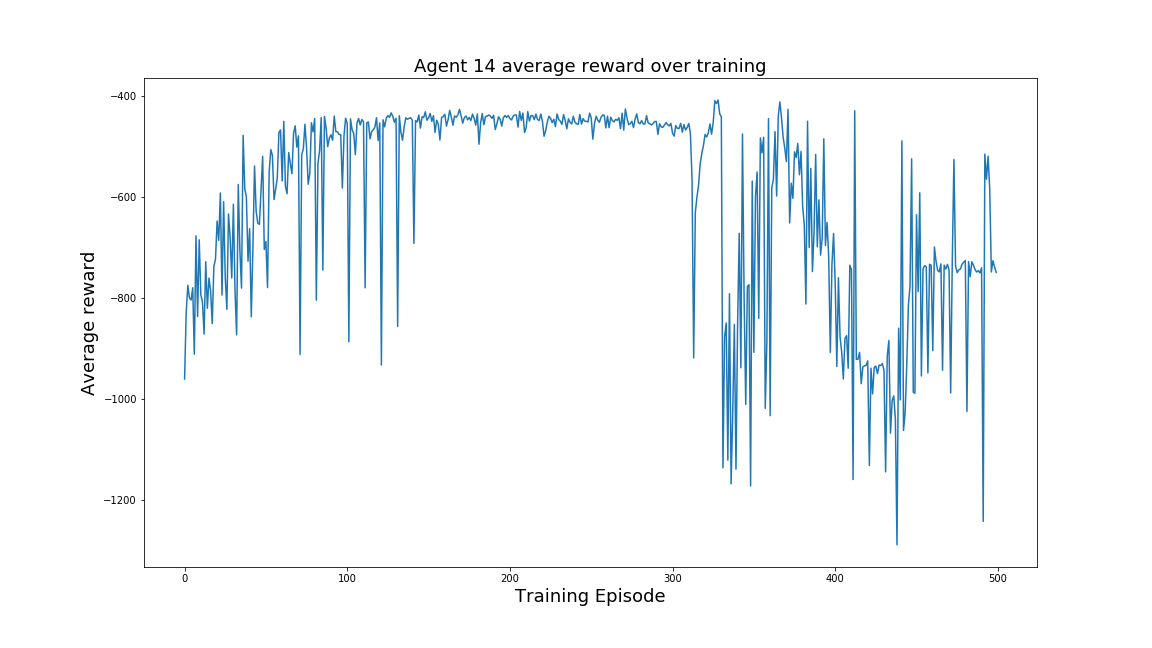 Agent 14 average reward over training
−400
−600
−800
−1000
−1200
Average reward
0 100 200 300 400 500
Training Episode